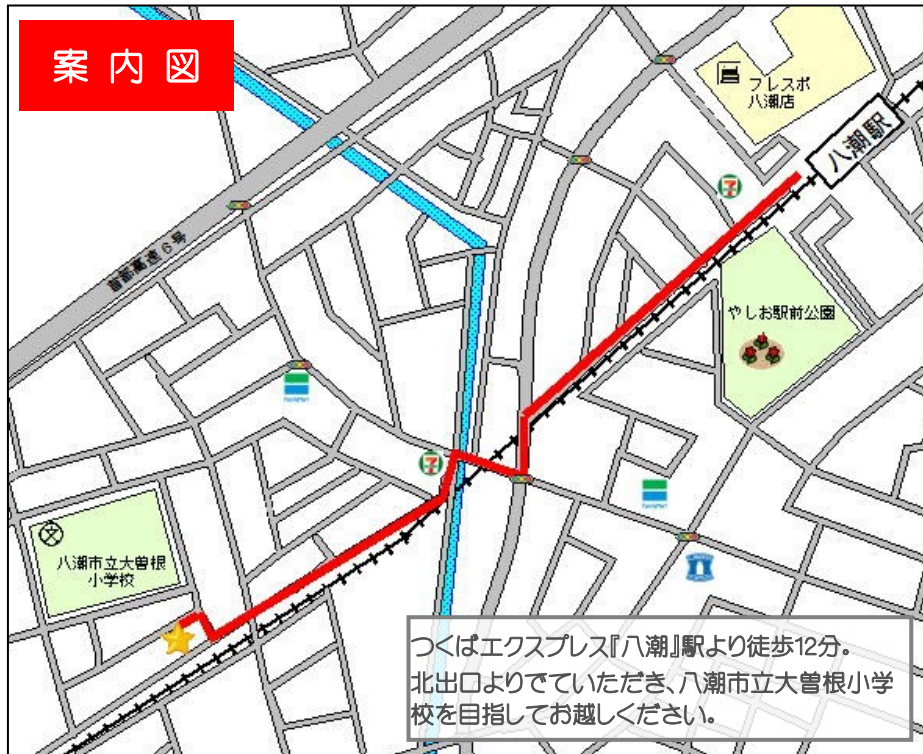 案内図
フレスポ
八潮店
八潮駅
首都高速6号
やしお駅前公園
八潮市立大曽根
小学校
つくばエクスプレス『八潮』駅より徒歩12分。
北出口よりでていただき、八潮市立大曽根小学
校を目指してお越しください。